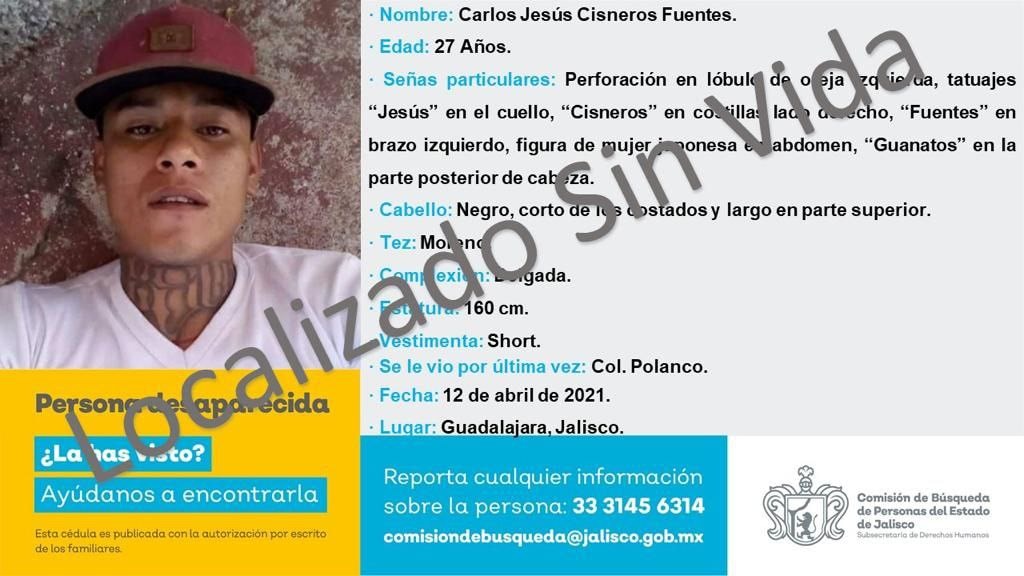 · Nombre: Carlos Jesús Cisneros Fuentes.
· Edad: 27 Años.
· Señas particulares: Perforación en lóbulo de oreja izquierda, tatuajes
“Jesús” en el cuello, “Cisneros” en costillas lado derecho, “Fuentes” en
brazo izquierdo, figura de mujer japonesa en abdomen, “Guanatos” en la
parte posterior de cabeza.
· Cabello: Negro, corto de los costados y largo en parte superior.
· Tez: Moreno.
· Complexión: Delgada.
· Estatura: 160 cm.
· Vestimenta: Short.
· Se le vio por última vez: Col. Polanco.
· Fecha: 12 de abril de 2021.
· Lugar: Guadalajara, Jalisco.
Localizado Sin Vida
Persona desaparecida
¿La has visto?
Ayúdanos a encontrarla
Esta cédula es publicada con la autorización por escrito
de los familiares.
Reporta cualquier información
sobre la persona: 33 3145 6314
comisiondebusqueda@jalisco.gob.mx
Comisión de Búsqueda
de Personas del Estado
de Jalisco
Subsecretaría de Derechos Humanos